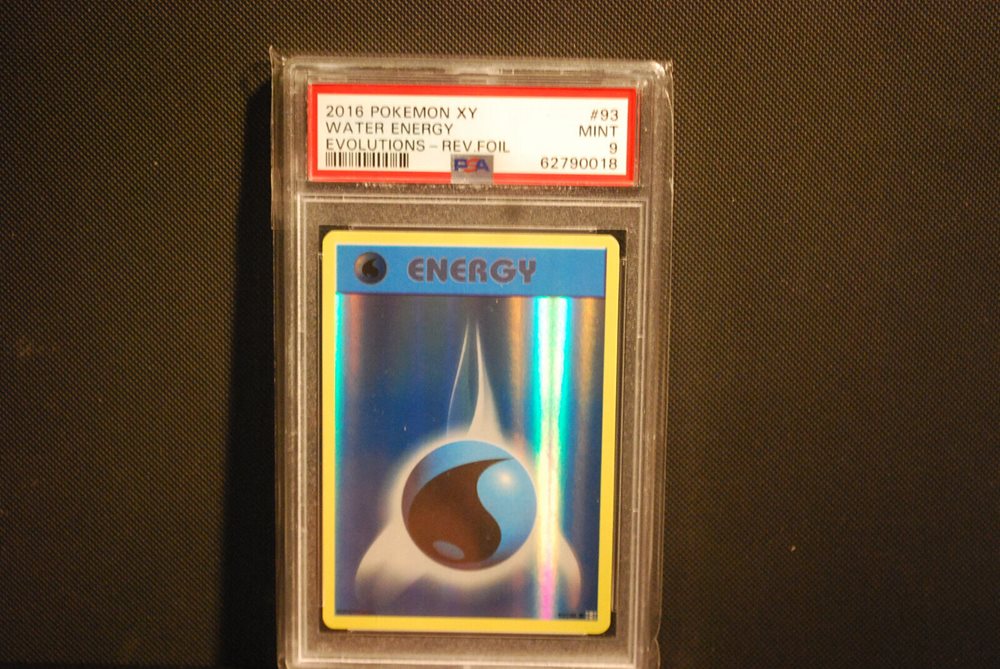 2016 POKEMON XY #93
WATER ENERGY MINT
EVOLUTIONS - REV.FOIL 9
PSA 62790018
ENERGY